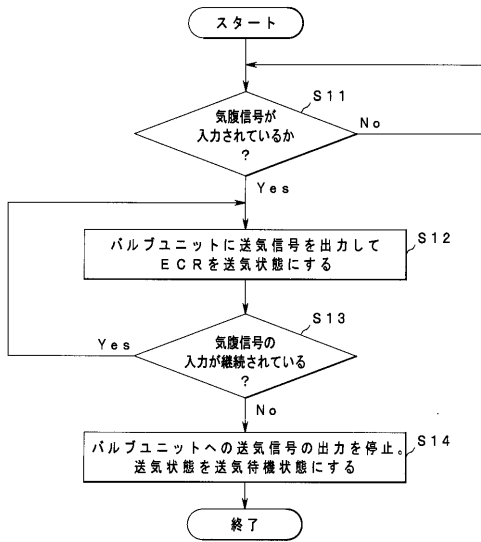 スタート
S11
気腹信号が
入力されているか
?
No
Yes
バルブユニットに送気信号を出力して
ECRを送気状態にする
S12
S13
気腹信号の
入力が継続されている
?
Yes
No
バルブユニットへの送気信号の出力を停止。
送気状態を送気待機状態にする
S14
終了